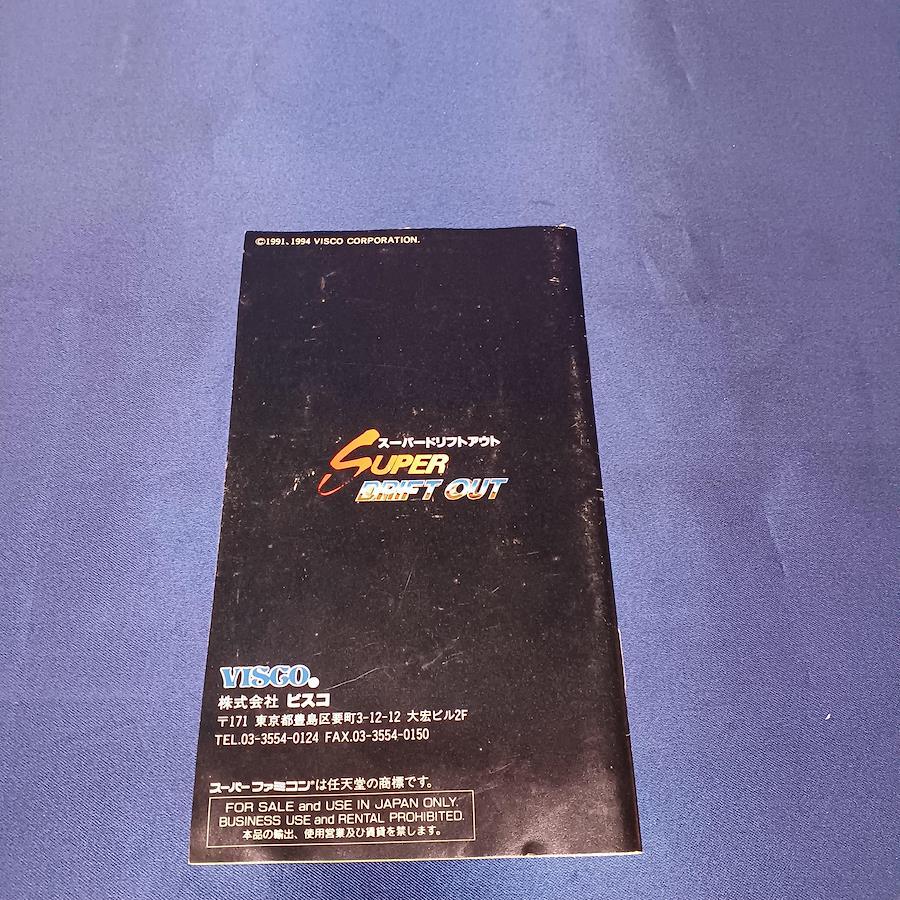 ©1991、1994 VISCO CORPORATION.
スーパードリフトアウト
SUPER
DRIFT OUT
VISCO®
株式会社 ビスコ
〒171 東京都豊島区要町3-12-12 大宏ビル2F
TEL.03-3554-0124 FAX.03-3554-0150
スーパーファミコン®は任天堂の商標です。
FOR SALE and USE IN JAPAN ONLY.
BUSINESS USE and RENTAL PROHIBITED.
本品の輸出、使用営業及び賃貸を禁じます。